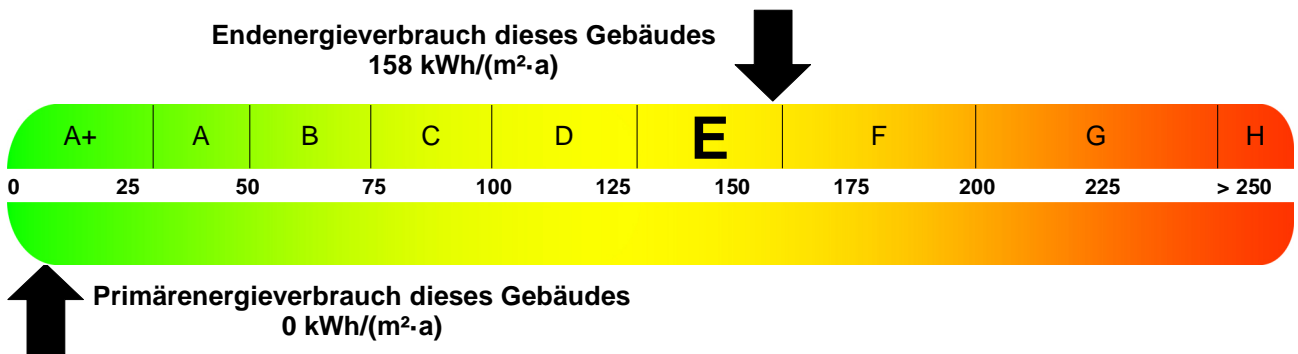 Endenergieverbrauch dieses Gebäudes
158 kWh/(m²·a)
A+ A B C D E F G H
0 25 50 75 100 125 150 175 200 225 > 250
Primärenergieverbrauch dieses Gebäudes
0 kWh/(m²·a)